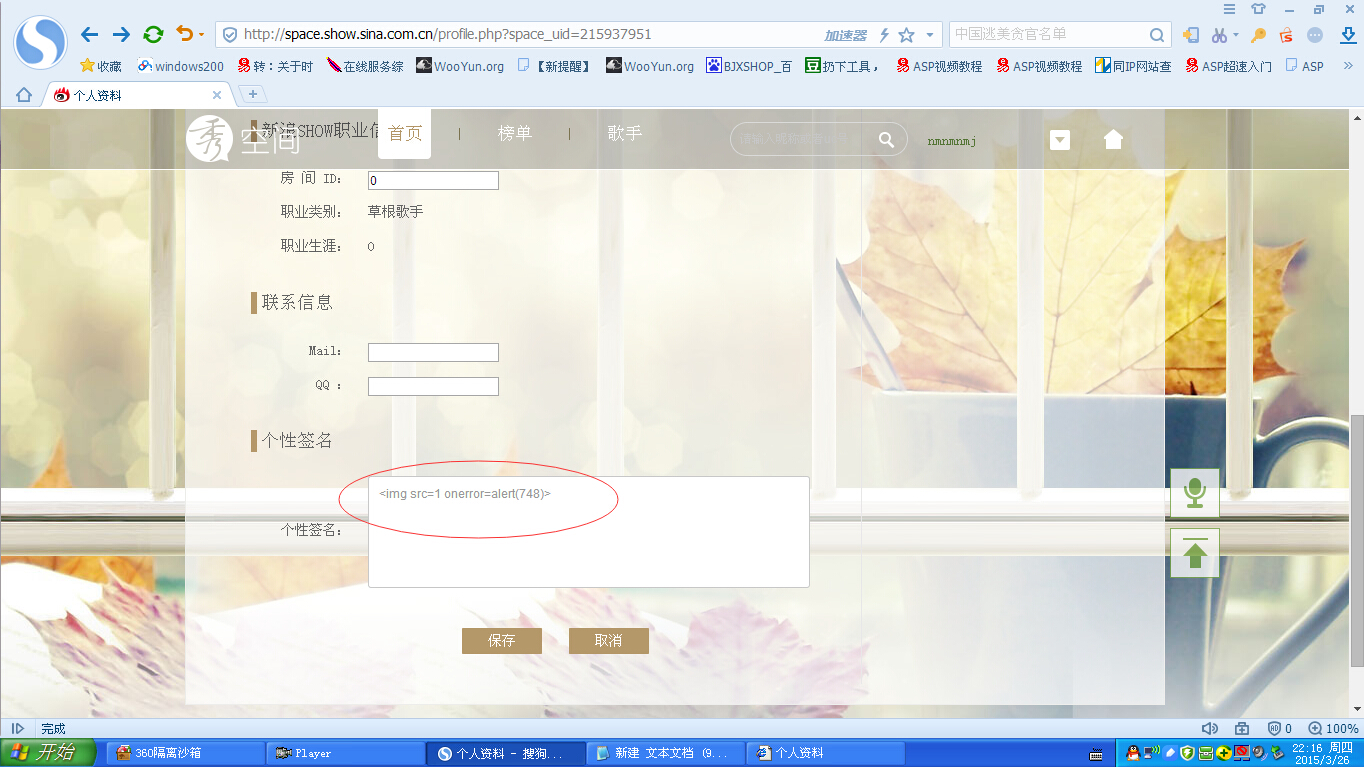 http://space.show.sina.com.cn/profile.php?space_uid=215937951
加速器
中国逃美贪官名单
收藏 windows200 转：关于时 在线服务综 WooYun.org 【新提醒】 WooYun.org BJXSHOP_百 扔下工具， ASP视频教程 ASP视频教程 同IP网站查 ASP超速入门 ASP
个人资料
秀 空间 首页 榜单 歌手 nmnmnmj
新浪SHOW职业信
房 间 ID： 0
职业类别： 草根歌手
职业生涯： 0
联系信息
Mail：
QQ ：
个性签名
<img src=1 onerror=alert(748)>
个性签名：
保存 取消
完成 0 100%
开始 360隔离沙箱 Player 个人资料 - 搜狗... 新建 文本文档 (9... 个人资料 22:16 周四
2015/3/26